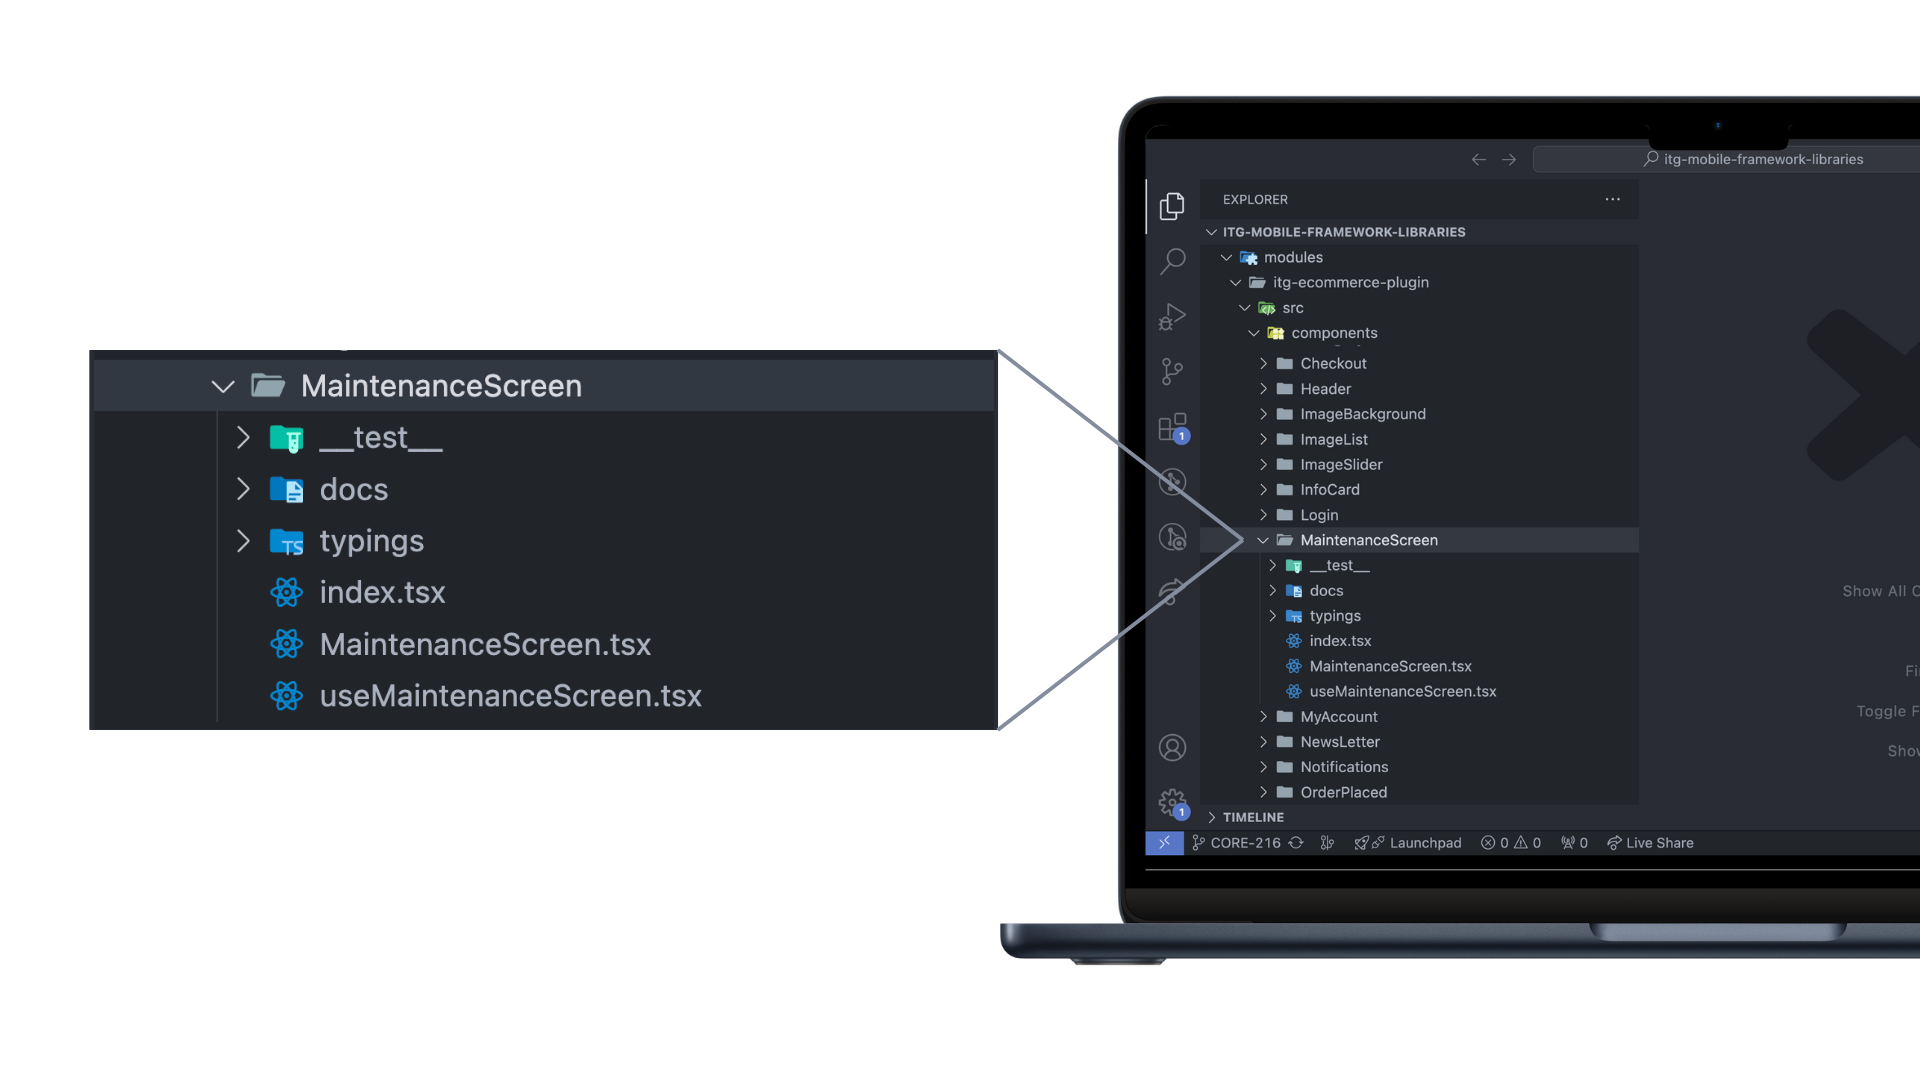 MaintenanceScreen
__test__
docs
typings
index.tsx
MaintenanceScreen.tsx
useMaintenanceScreen.tsx
itg-mobile-framework-libraries
EXPLORER
ITG-MOBILE-FRAMEWORK-LIBRARIES
modules
itg-ecommerce-plugin
src
components
Checkout
Header
ImageBackground
ImageList
ImageSlider
InfoCard
Login
MaintenanceScreen
__test__
docs
typings
index.tsx
MaintenanceScreen.tsx
useMaintenanceScreen.tsx
MyAccount
NewsLetter
Notifications
OrderPlaced
TIMELINE
1
1
CORE-216 Launchpad 0 0 0 Live Share
Show All
Toggle